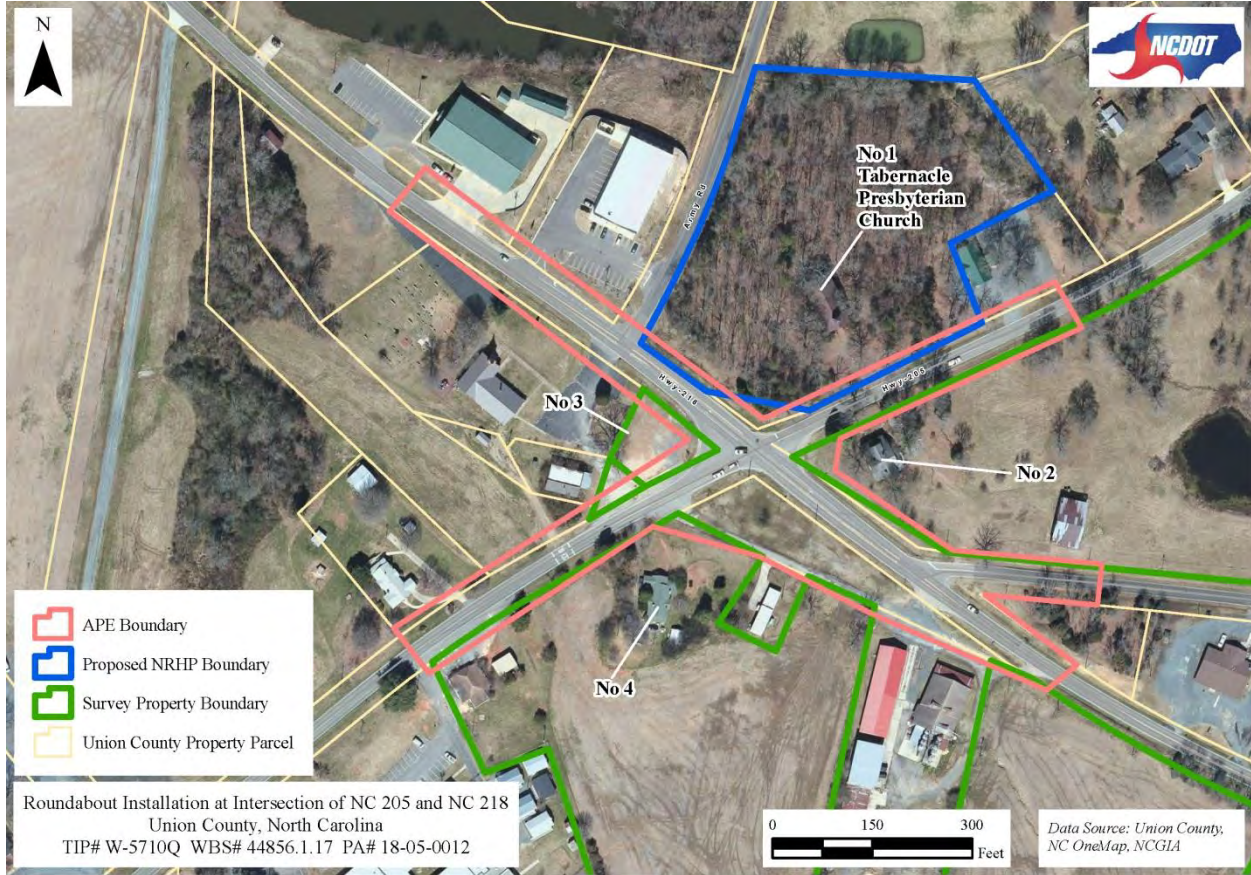 N
NCDOT
No 1
Tabernacle
Presbyterian
Church
Army Rd
Hwy-218
Hwy-205
No 3
No 2
No 4
APE Boundary
Proposed NRHP Boundary
Survey Property Boundary
Union County Property Parcel
Roundabout Installation at Intersection of NC 205 and NC 218
Union County, North Carolina
TIP# W-5710Q WBS# 44856.1.17 PA# 18-05-0012
0 150 300
Feet
Data Source: Union County,
NC OneMap, NCGIA